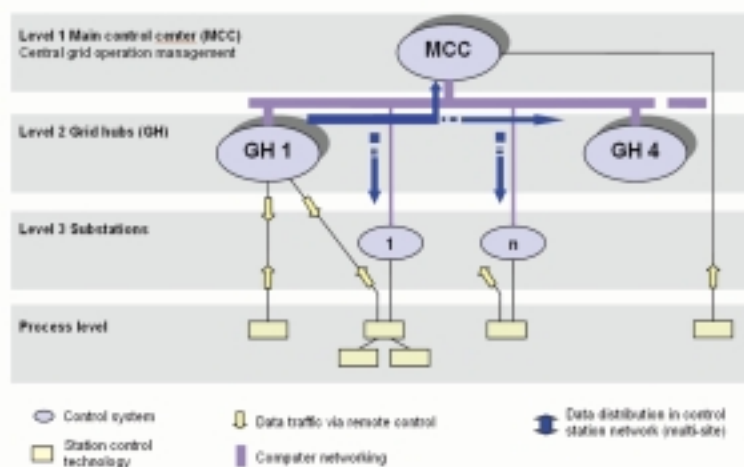 Level 1 Main control center (MCC)
Central grid operation management
MCC
Level 2 Grid hubs (GH)
GH 1
GH 4
Level 3 Substations
1
n
Process level
Control system
Data traffic via remote control
Data distribution in control
station network (multi-site)
Station control
technology
Computer networking